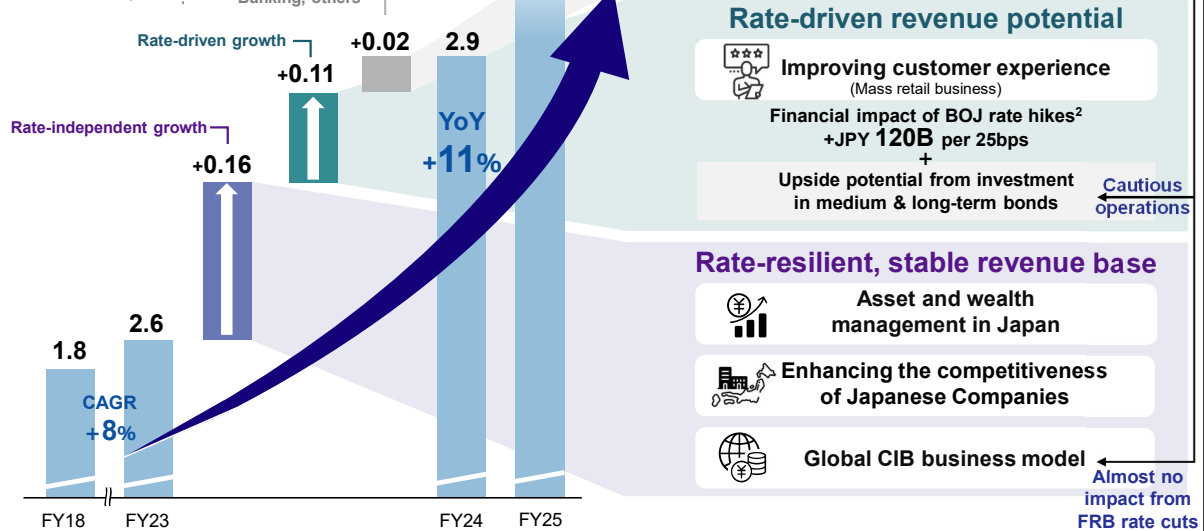 Banking, others
Rate-driven growth
+0.02
2.9
+0.11
Rate-independent growth
+0.16
YoY
+11%
2.6
1.8
CAGR
+8%
FY18
FY23
FY24
FY25
Rate-driven revenue potential
Improving customer experience
(Mass retail business)
Financial impact of BOJ rate hikes²
+JPY 120B per 25bps
+
Upside potential from investment
in medium & long-term bonds
Cautious
operations
Rate-resilient, stable revenue base
Asset and wealth
management in Japan
Enhancing the competitiveness
of Japanese Companies
Global CIB business model
Almost no
impact from
FRB rate cuts